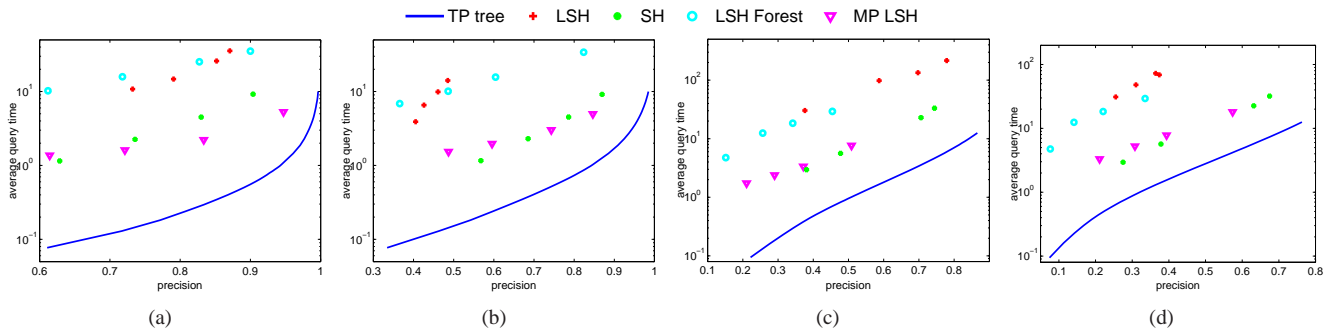 TP tree LSH SH LSH Forest MP LSH
average query time
10^1
10^0
10^−1
0.6 0.7 0.8 0.9 1
precision
(a)
average query time
10^1
10^0
10^−1
0.3 0.4 0.5 0.6 0.7 0.8 0.9 1
precision
(b)
average query time
10^2
10^1
10^0
10^−1
0.1 0.2 0.3 0.4 0.5 0.6 0.7 0.8
precision
(c)
average query time
10^2
10^1
10^0
10^−1
0.1 0.2 0.3 0.4 0.5 0.6 0.7 0.8
precision
(d)